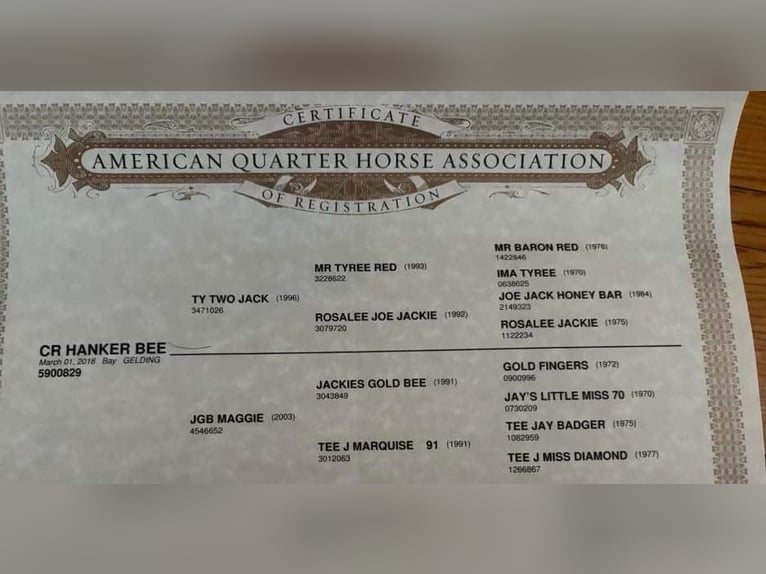 CERTIFICATE
AMERICAN QUARTER HORSE ASSOCIATION
OF REGISTRATION
MR BARON RED (1978)
1422846
MR TYREE RED (1993)
3228622
IMA TYREE (1970)
0638625
TY TWO JACK (1996)
3471026
JOE JACK HONEY BAR (1984)
2149323
ROSALEE JOE JACKIE (1992)
3079720
ROSALEE JACKIE (1975)
1122234
CR HANKER BEE
March 01, 2018 Bay GELDING
5900829
GOLD FINGERS (1972)
0900996
JACKIES GOLD BEE (1991)
3043849
JAY'S LITTLE MISS 70 (1970)
0730209
JGB MAGGIE (2003)
4546652
TEE JAY BADGER (1975)
1082959
TEE J MARQUISE 91 (1991)
3012063
TEE J MISS DIAMOND (1977)
1266867